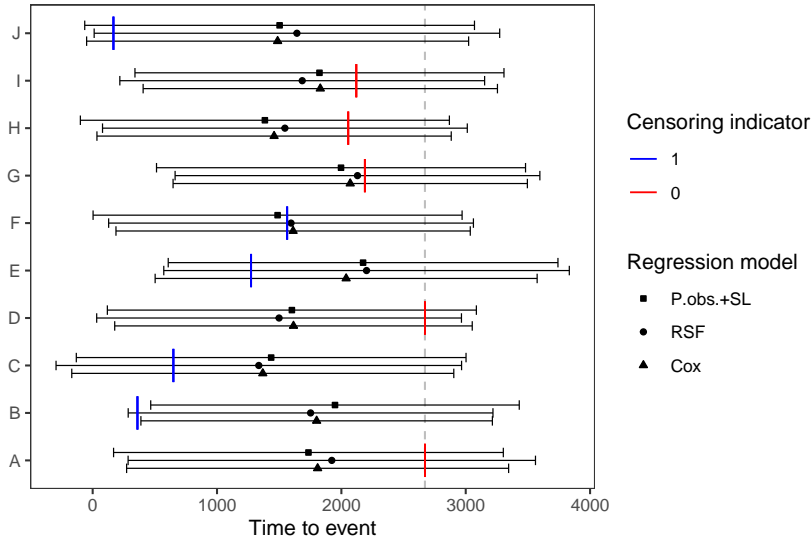 J
I
H
G
F
E
D
C
B
A
0
1000
2000
3000
4000
Time to event
Censoring indicator
1
0
Regression model
P.obs.+SL
RSF
Cox